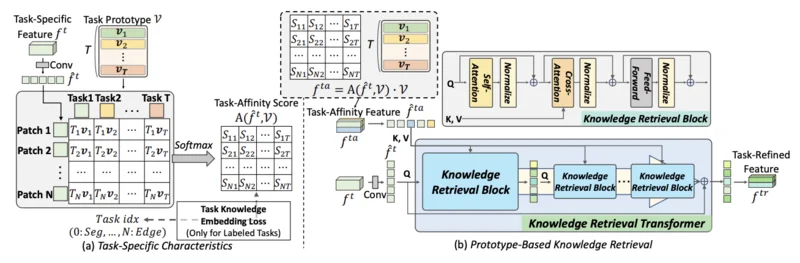 Task-Specific Feature f^t
Task Prototype 𝒱
T
v_1
v_2
...
v_T
Conv
f̂^t
Task1 Task2 ... Task T
Patch 1 T_1v_1 T_1v_2 ... T_1v_T
Patch 2 T_2v_1 T_2v_2 ... T_2v_T
... ... ... ...
Patch N T_Nv_1 T_Nv_2 ... T_Nv_T
Softmax
Task-Affinity Score
A(f̂^t,𝒱)
S_11 S_12 ... S_1T
S_21 S_22 ... S_2T
... ... ... ...
S_N1 S_N2 ... S_NT
Task Knowledge
Embedding Loss
(Only for Labeled Tasks)
Task idx
(0: Seg, ..., N: Edge)
(a) Task-Specific Characteristics
S_11 S_12 ... S_1T
S_21 S_22 ... S_2T
... ... ... ...
S_N1 S_N2 ... S_NT
T
v_1
v_2
...
v_T
f^ta = A(f̂^t,𝒱) · 𝒱
Task-Affinity Feature f̂^ta
f^ta
K, V
Q
Self-Attention
Normalize
Cross-Attention
Normalize
Feed-Forward
Normalize
K, V
Knowledge Retrieval Block
f̂^t
f^t
Conv
Q
Knowledge
Retrieval Block
Q
Knowledge
Retrieval Block
...
Knowledge
Retrieval Block
Task-Refined
Feature
f^tr
Knowledge Retrieval Transformer
(b) Prototype-Based Knowledge Retrieval